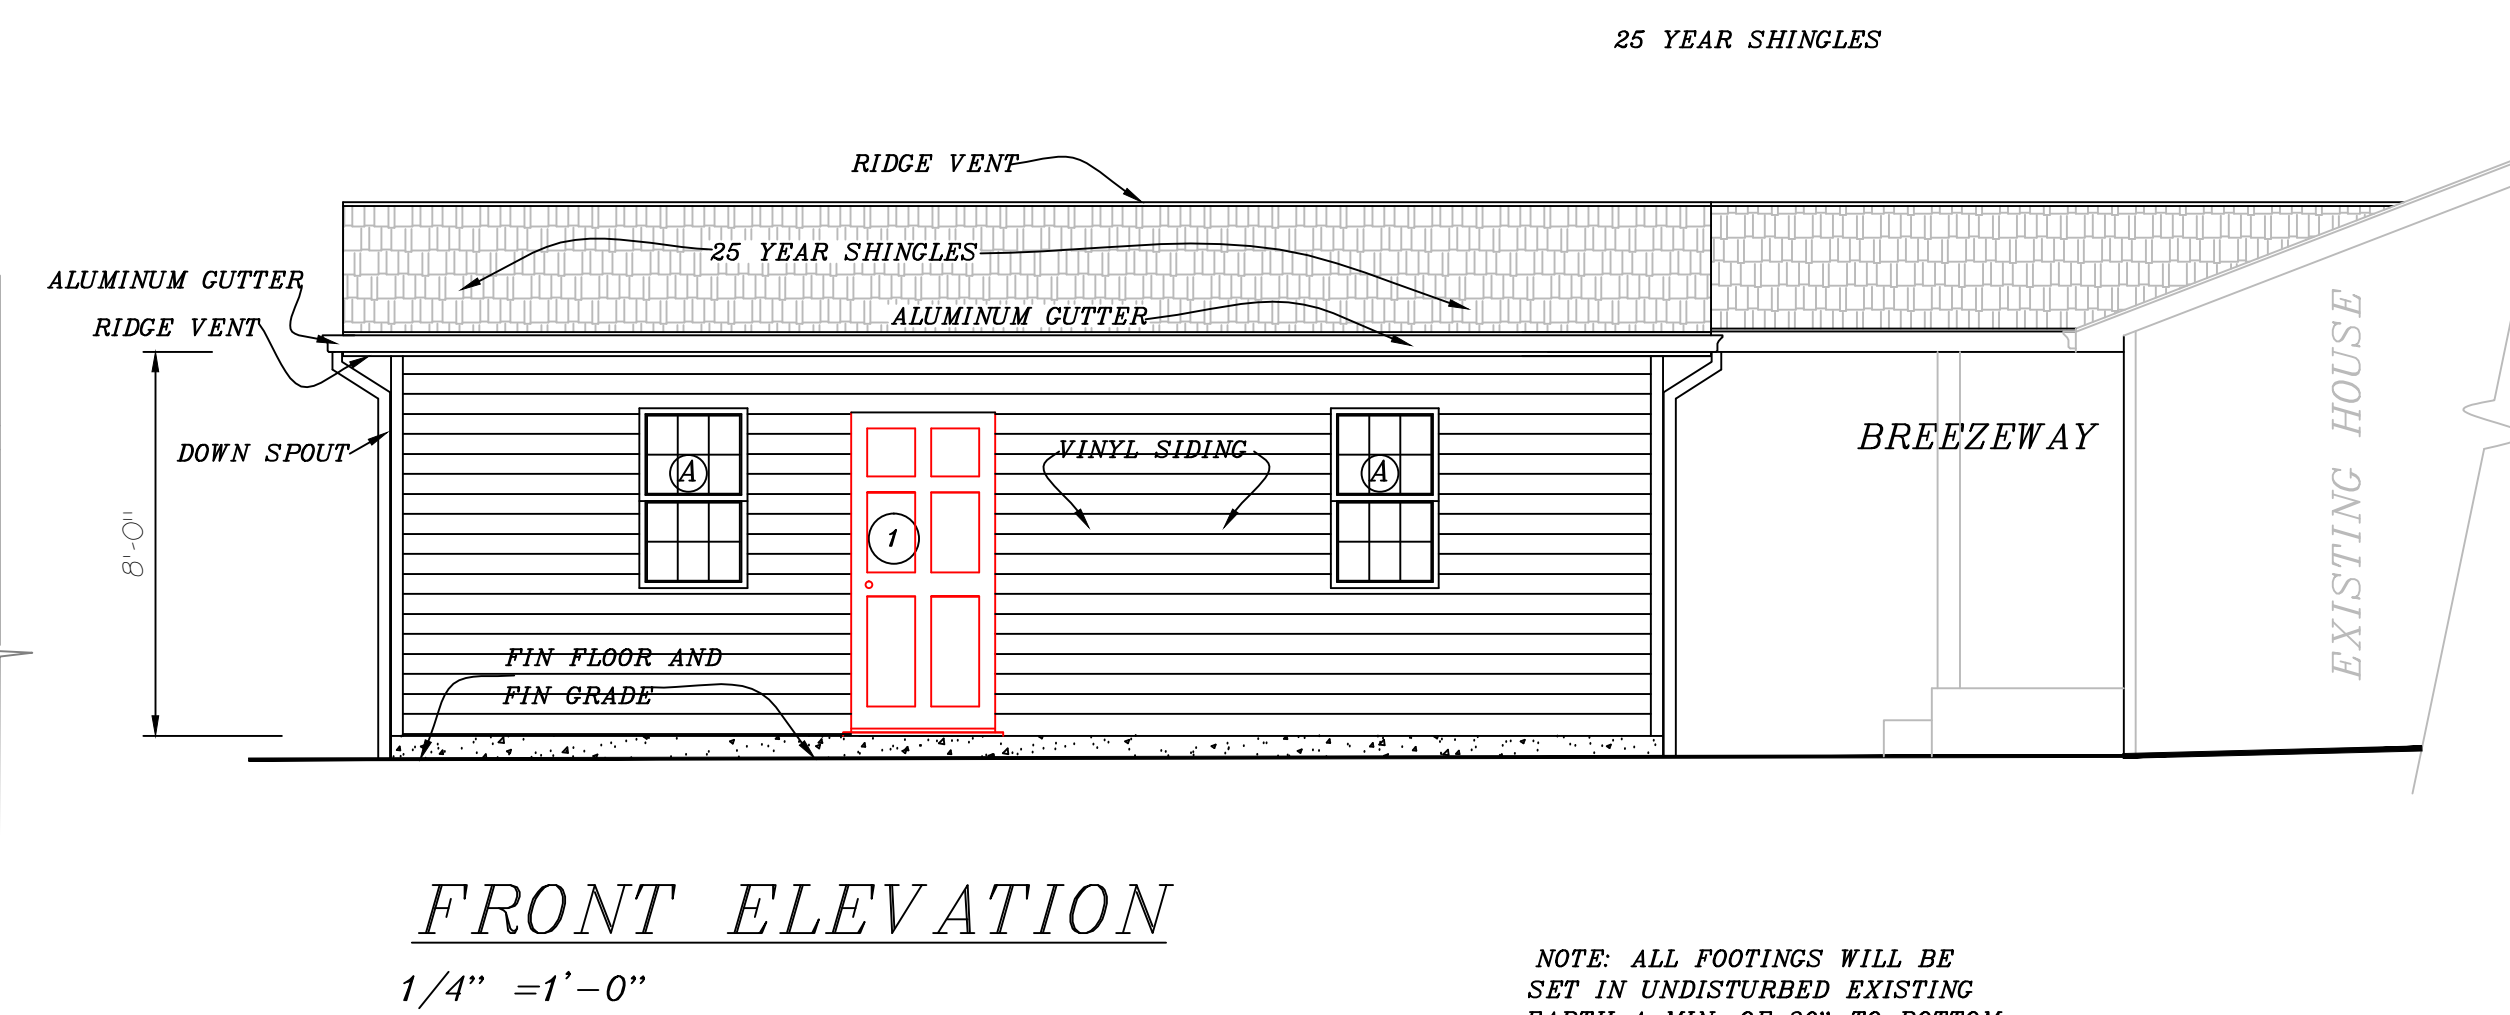 25 YEAR SHINGLES
RIDGE VENT
25 YEAR SHINGLES
ALUMINUM GUTTER
ALUMINUM GUTTER
RIDGE VENT
DOWN SPOUT
8'-0"
A
1
VINYL SIDING
A
BREEZEWAY
EXISTING HOUSE
FIN FLOOR AND
FIN GRADE
FRONT ELEVATION
1/4" =1'-0"
NOTE: ALL FOOTINGS WILL BE
SET IN UNDISTURBED EXISTING